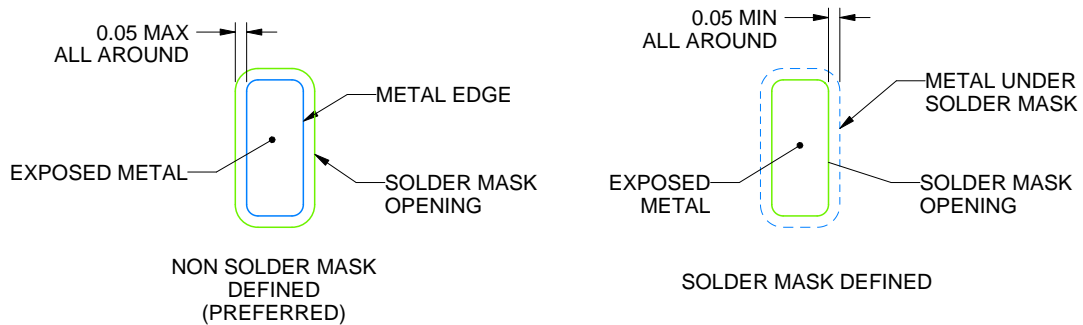 0.05 MAX
ALL AROUND
METAL EDGE
EXPOSED METAL
SOLDER MASK
OPENING
NON SOLDER MASK
DEFINED
(PREFERRED)
0.05 MIN
ALL AROUND
METAL UNDER
SOLDER MASK
EXPOSED
METAL
SOLDER MASK
OPENING
SOLDER MASK DEFINED